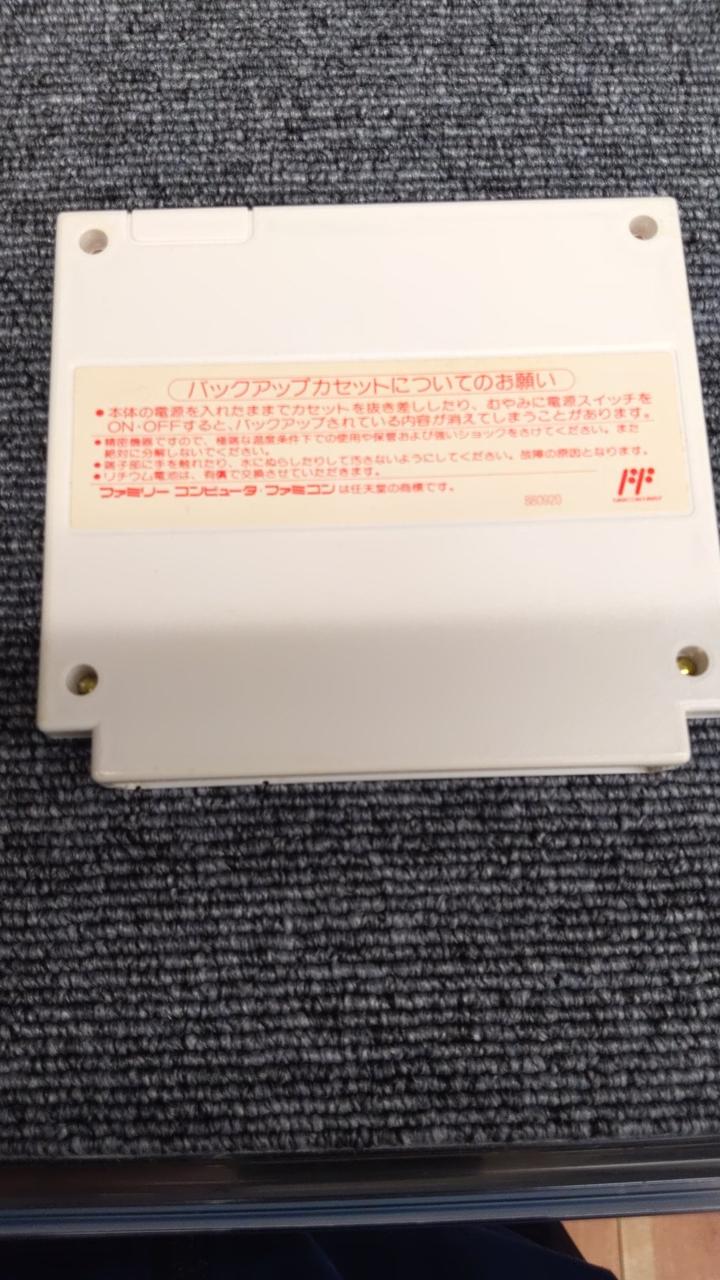 バックアップカセットについてのお願い
●本体の電源を入れたままでカセットを抜き差ししたり、むやみに電源スイッチを
ON・OFFすると、バックアップされている内容が消えてしまうことがあります。
●精密機器ですので、極端な温度条件下での使用や保管および強いショックをさけてください。また
絶対に分解しないでください。
●端子部に手を触れたり、水にぬらしたりして汚さないようにしてください。故障の原因となります。
●リチウム電池は、有償で交換させていただきます。
ファミリー コンピュータ・ファミコンは任天堂の商標です。
880920